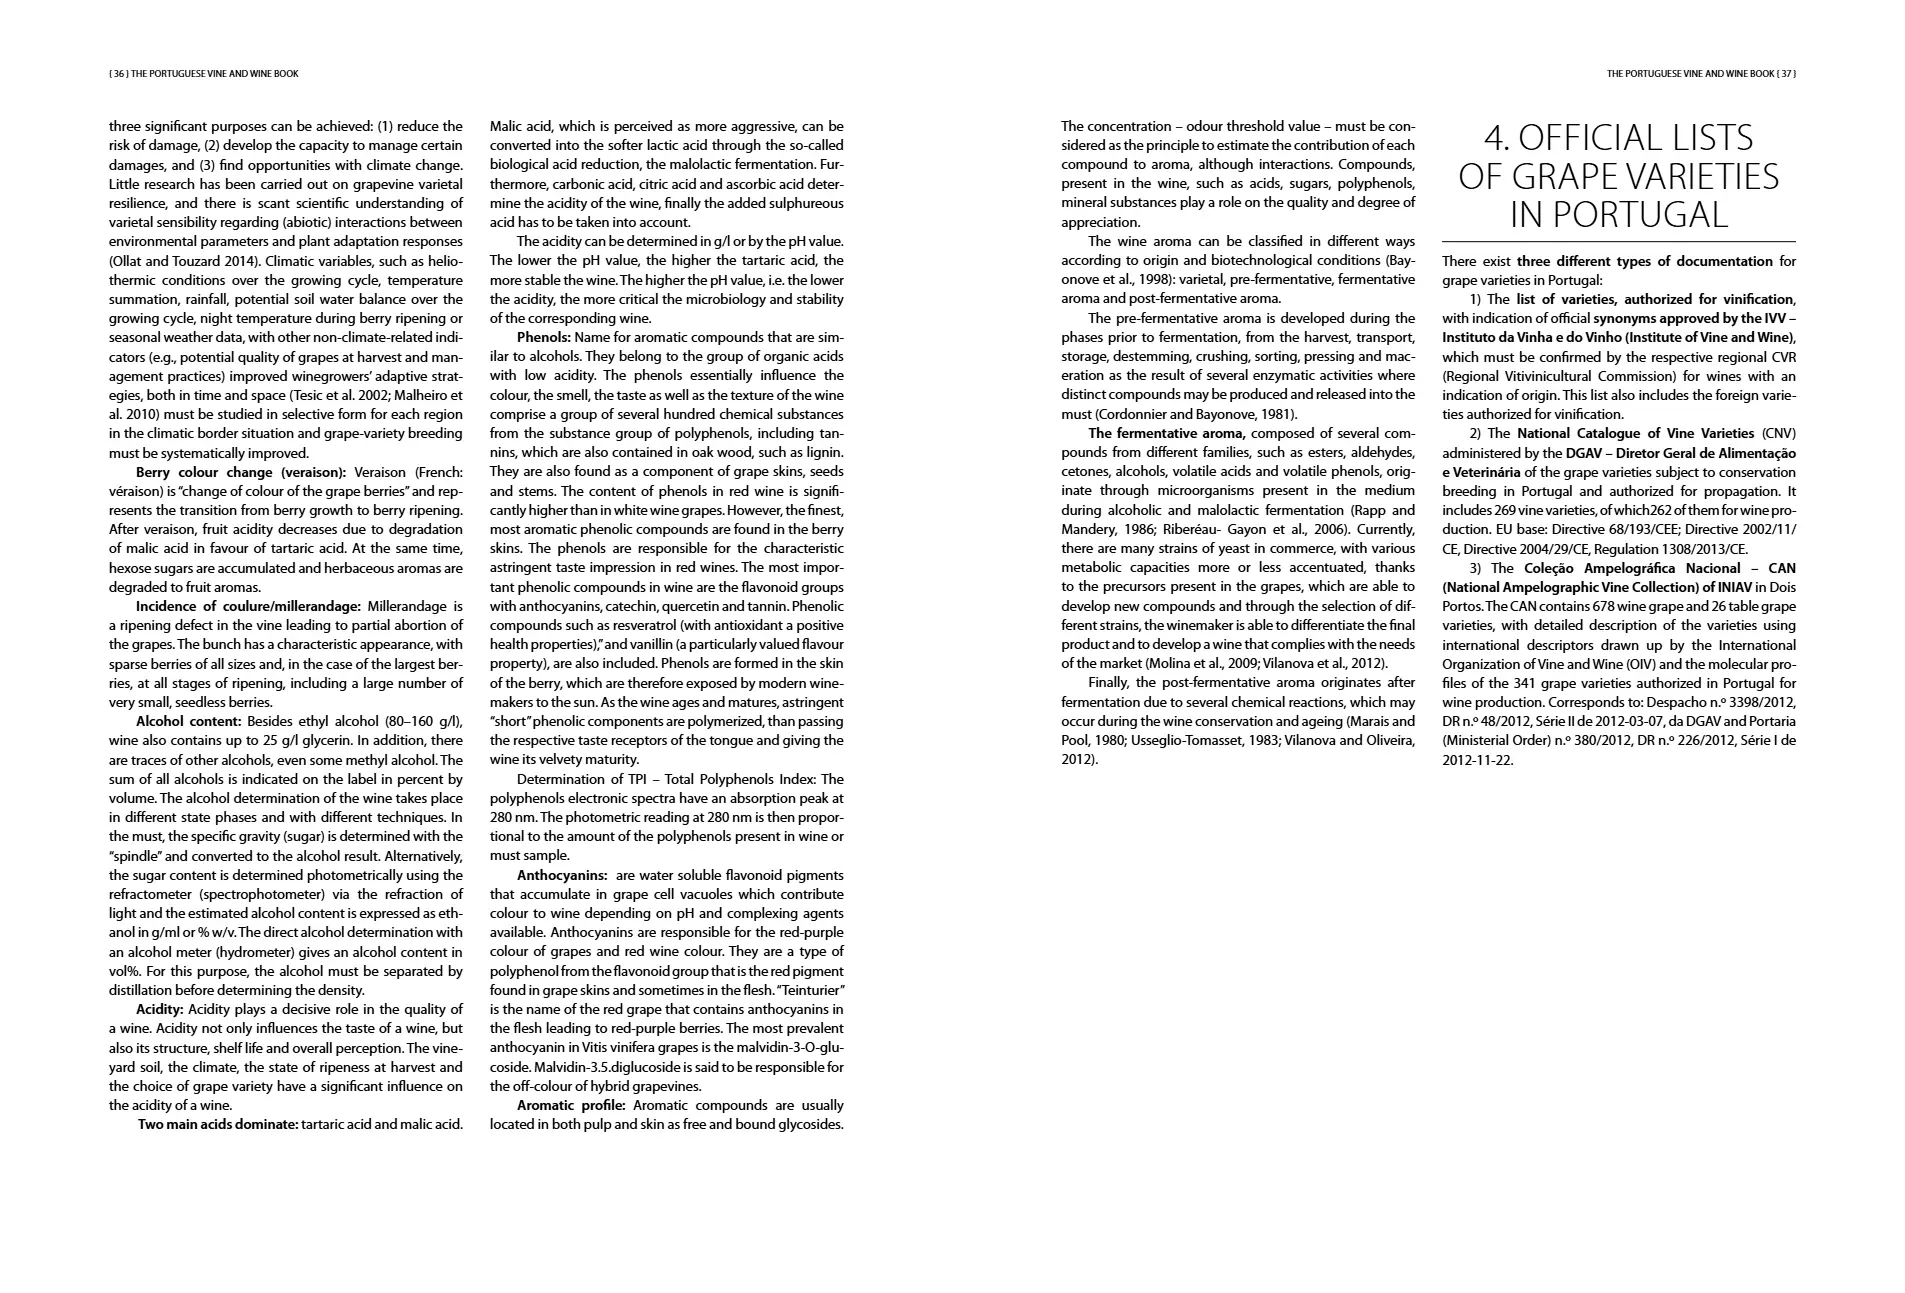 { 36 } THE PORTUGUESE VINE AND WINE BOOK
three significant purposes can be achieved: (1) reduce the
risk of damage, (2) develop the capacity to manage certain
damages, and (3) find opportunities with climate change.
Little research has been carried out on grapevine varietal
resilience, and there is scant scientific understanding of
varietal sensibility regarding (abiotic) interactions between
environmental parameters and plant adaptation responses
(Ollat and Touzard 2014). Climatic variables, such as helio-
thermic conditions over the growing cycle, temperature
summation, rainfall, potential soil water balance over the
growing cycle, night temperature during berry ripening or
seasonal weather data, with other non-climate-related indi-
cators (e.g., potential quality of grapes at harvest and man-
agement practices) improved winegrowers’ adaptive strat-
egies, both in time and space (Tesic et al. 2002; Malheiro et
al. 2010) must be studied in selective form for each region
in the climatic border situation and grape-variety breeding
must be systematically improved.
Berry colour change (veraison): Veraison (French:
véraison) is “change of colour of the grape berries” and rep-
resents the transition from berry growth to berry ripening.
After veraison, fruit acidity decreases due to degradation
of malic acid in favour of tartaric acid. At the same time,
hexose sugars are accumulated and herbaceous aromas are
degraded to fruit aromas.
Incidence of coulure/millerandage: Millerandage is
a ripening defect in the vine leading to partial abortion of
the grapes. The bunch has a characteristic appearance, with
sparse berries of all sizes and, in the case of the largest ber-
ries, at all stages of ripening, including a large number of
very small, seedless berries.
Alcohol content: Besides ethyl alcohol (80–160 g/l),
wine also contains up to 25 g/l glycerin. In addition, there
are traces of other alcohols, even some methyl alcohol. The
sum of all alcohols is indicated on the label in percent by
volume. The alcohol determination of the wine takes place
in different state phases and with different techniques. In
the must, the specific gravity (sugar) is determined with the
“spindle” and converted to the alcohol result. Alternatively,
the sugar content is determined photometrically using the
refractometer (spectrophotometer) via the refraction of
light and the estimated alcohol content is expressed as eth-
anol in g/ml or % w/v. The direct alcohol determination with
an alcohol meter (hydrometer) gives an alcohol content in
vol%. For this purpose, the alcohol must be separated by
distillation before determining the density.
Acidity: Acidity plays a decisive role in the quality of
a wine. Acidity not only influences the taste of a wine, but
also its structure, shelf life and overall perception. The vine-
yard soil, the climate, the state of ripeness at harvest and
the choice of grape variety have a significant influence on
the acidity of a wine.
Two main acids dominate: tartaric acid and malic acid.
Malic acid, which is perceived as more aggressive, can be
converted into the softer lactic acid through the so-called
biological acid reduction, the malolactic fermentation. Fur-
thermore, carbonic acid, citric acid and ascorbic acid deter-
mine the acidity of the wine, finally the added sulphureous
acid has to be taken into account.
The acidity can be determined in g/l or by the pH value.
The lower the pH value, the higher the tartaric acid, the
more stable the wine. The higher the pH value, i.e. the lower
the acidity, the more critical the microbiology and stability
of the corresponding wine.
Phenols: Name for aromatic compounds that are sim-
ilar to alcohols. They belong to the group of organic acids
with low acidity. The phenols essentially influence the
colour, the smell, the taste as well as the texture of the wine
comprise a group of several hundred chemical substances
from the substance group of polyphenols, including tan-
nins, which are also contained in oak wood, such as lignin.
They are also found as a component of grape skins, seeds
and stems. The content of phenols in red wine is signifi-
cantly higher than in white wine grapes. However, the finest,
most aromatic phenolic compounds are found in the berry
skins. The phenols are responsible for the characteristic
astringent taste impression in red wines. The most impor-
tant phenolic compounds in wine are the flavonoid groups
with anthocyanins, catechin, quercetin and tannin. Phenolic
compounds such as resveratrol (with antioxidant a positive
health properties),” and vanillin (a particularly valued flavour
property), are also included. Phenols are formed in the skin
of the berry, which are therefore exposed by modern wine-
makers to the sun. As the wine ages and matures, astringent
“short” phenolic components are polymerized, than passing
the respective taste receptors of the tongue and giving the
wine its velvety maturity.
Determination of TPI – Total Polyphenols Index: The
polyphenols electronic spectra have an absorption peak at
280 nm. The photometric reading at 280 nm is then propor-
tional to the amount of the polyphenols present in wine or
must sample.
Anthocyanins: are water soluble flavonoid pigments
that accumulate in grape cell vacuoles which contribute
colour to wine depending on pH and complexing agents
available. Anthocyanins are responsible for the red-purple
colour of grapes and red wine colour. They are a type of
polyphenol from the flavonoid group that is the red pigment
found in grape skins and sometimes in the flesh. “Teinturier”
is the name of the red grape that contains anthocyanins in
the flesh leading to red-purple berries. The most prevalent
anthocyanin in Vitis vinifera grapes is the malvidin-3-O-glu-
coside. Malvidin-3.5.diglucoside is said to be responsible for
the off-colour of hybrid grapevines.
Aromatic profile: Aromatic compounds are usually
located in both pulp and skin as free and bound glycosides.
THE PORTUGUESE VINE AND WINE BOOK { 37 }
The concentration – odour threshold value – must be con-
sidered as the principle to estimate the contribution of each
compound to aroma, although interactions. Compounds,
present in the wine, such as acids, sugars, polyphenols,
mineral substances play a role on the quality and degree of
appreciation.
The wine aroma can be classified in different ways
according to origin and biotechnological conditions (Bay-
onove et al., 1998): varietal, pre-fermentative, fermentative
aroma and post-fermentative aroma.
The pre-fermentative aroma is developed during the
phases prior to fermentation, from the harvest, transport,
storage, destemming, crushing, sorting, pressing and mac-
eration as the result of several enzymatic activities where
distinct compounds may be produced and released into the
must (Cordonnier and Bayonove, 1981).
The fermentative aroma, composed of several com-
pounds from different families, such as esters, aldehydes,
cetones, alcohols, volatile acids and volatile phenols, orig-
inate through microorganisms present in the medium
during alcoholic and malolactic fermentation (Rapp and
Mandery, 1986; Riberéau- Gayon et al., 2006). Currently,
there are many strains of yeast in commerce, with various
metabolic capacities more or less accentuated, thanks
to the precursors present in the grapes, which are able to
develop new compounds and through the selection of dif-
ferent strains, the winemaker is able to differentiate the final
product and to develop a wine that complies with the needs
of the market (Molina et al., 2009; Vilanova et al., 2012).
Finally, the post-fermentative aroma originates after
fermentation due to several chemical reactions, which may
occur during the wine conservation and ageing (Marais and
Pool, 1980; Usseglio-Tomasset, 1983; Vilanova and Oliveira,
2012).
4. OFFICIAL LISTS
OF GRAPE VARIETIES
IN PORTUGAL
There exist three different types of documentation for
grape varieties in Portugal:
1) The list of varieties, authorized for vinification,
with indication of official synonyms approved by the IVV –
Instituto da Vinha e do Vinho (Institute of Vine and Wine),
which must be confirmed by the respective regional CVR
(Regional Vitivinicultural Commission) for wines with an
indication of origin. This list also includes the foreign varie-
ties authorized for vinification.
2) The National Catalogue of Vine Varieties (CNV)
administered by the DGAV – Diretor Geral de Alimentação
e Veterinária of the grape varieties subject to conservation
breeding in Portugal and authorized for propagation. It
includes 269 vine varieties, of which262 of them for wine pro-
duction. EU base: Directive 68/193/CEE; Directive 2002/11/
CE, Directive 2004/29/CE, Regulation 1308/2013/CE.
3) The Coleção Ampelográfica Nacional – CAN
(National Ampelographic Vine Collection) of INIAV in Dois
Portos. The CAN contains 678 wine grape and 26 table grape
varieties, with detailed description of the varieties using
international descriptors drawn up by the International
Organization of Vine and Wine (OIV) and the molecular pro-
files of the 341 grape varieties authorized in Portugal for
wine production. Corresponds to: Despacho n.º 3398/2012,
DR n.º 48/2012, Série II de 2012-03-07, da DGAV and Portaria
(Ministerial Order) n.º 380/2012, DR n.º 226/2012, Série I de
2012-11-22.